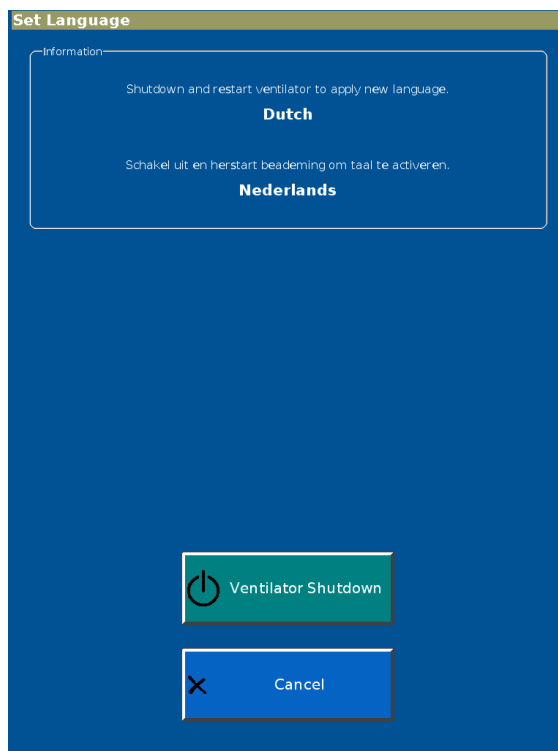 Set Language
Information
Shutdown and restart ventilator to apply new language.
Dutch
Schakel uit en herstart beademing om taal te activeren.
Nederlands
Ventilator Shutdown
Cancel